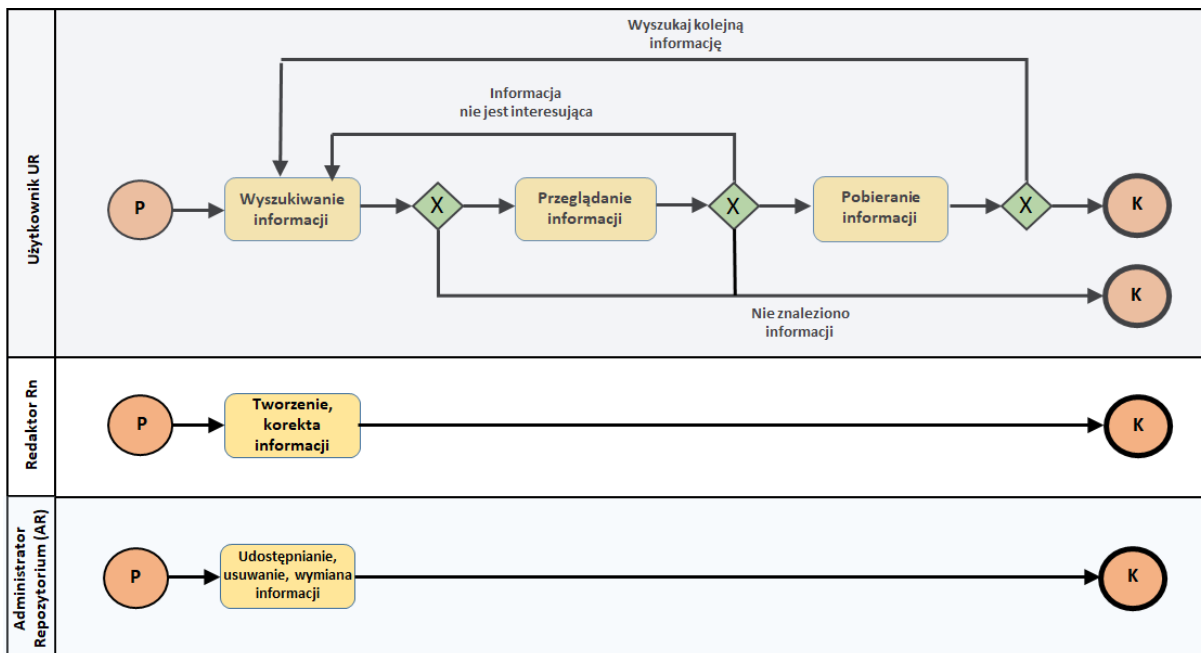 Użytkownik UR
Wyszukaj kolejną
informację
Informacja
nie jest interesująca
P
Wyszukiwanie
informacji
X
Przeglądanie
informacji
X
Pobieranie
informacji
X
K
K
Nie znaleziono
informacji
Redaktor Rn
P
Tworzenie,
korekta
informacji
K
Administrator
Repozytorium (AR)
P
Udostępnianie,
usuwanie, wymiana
informacji
K